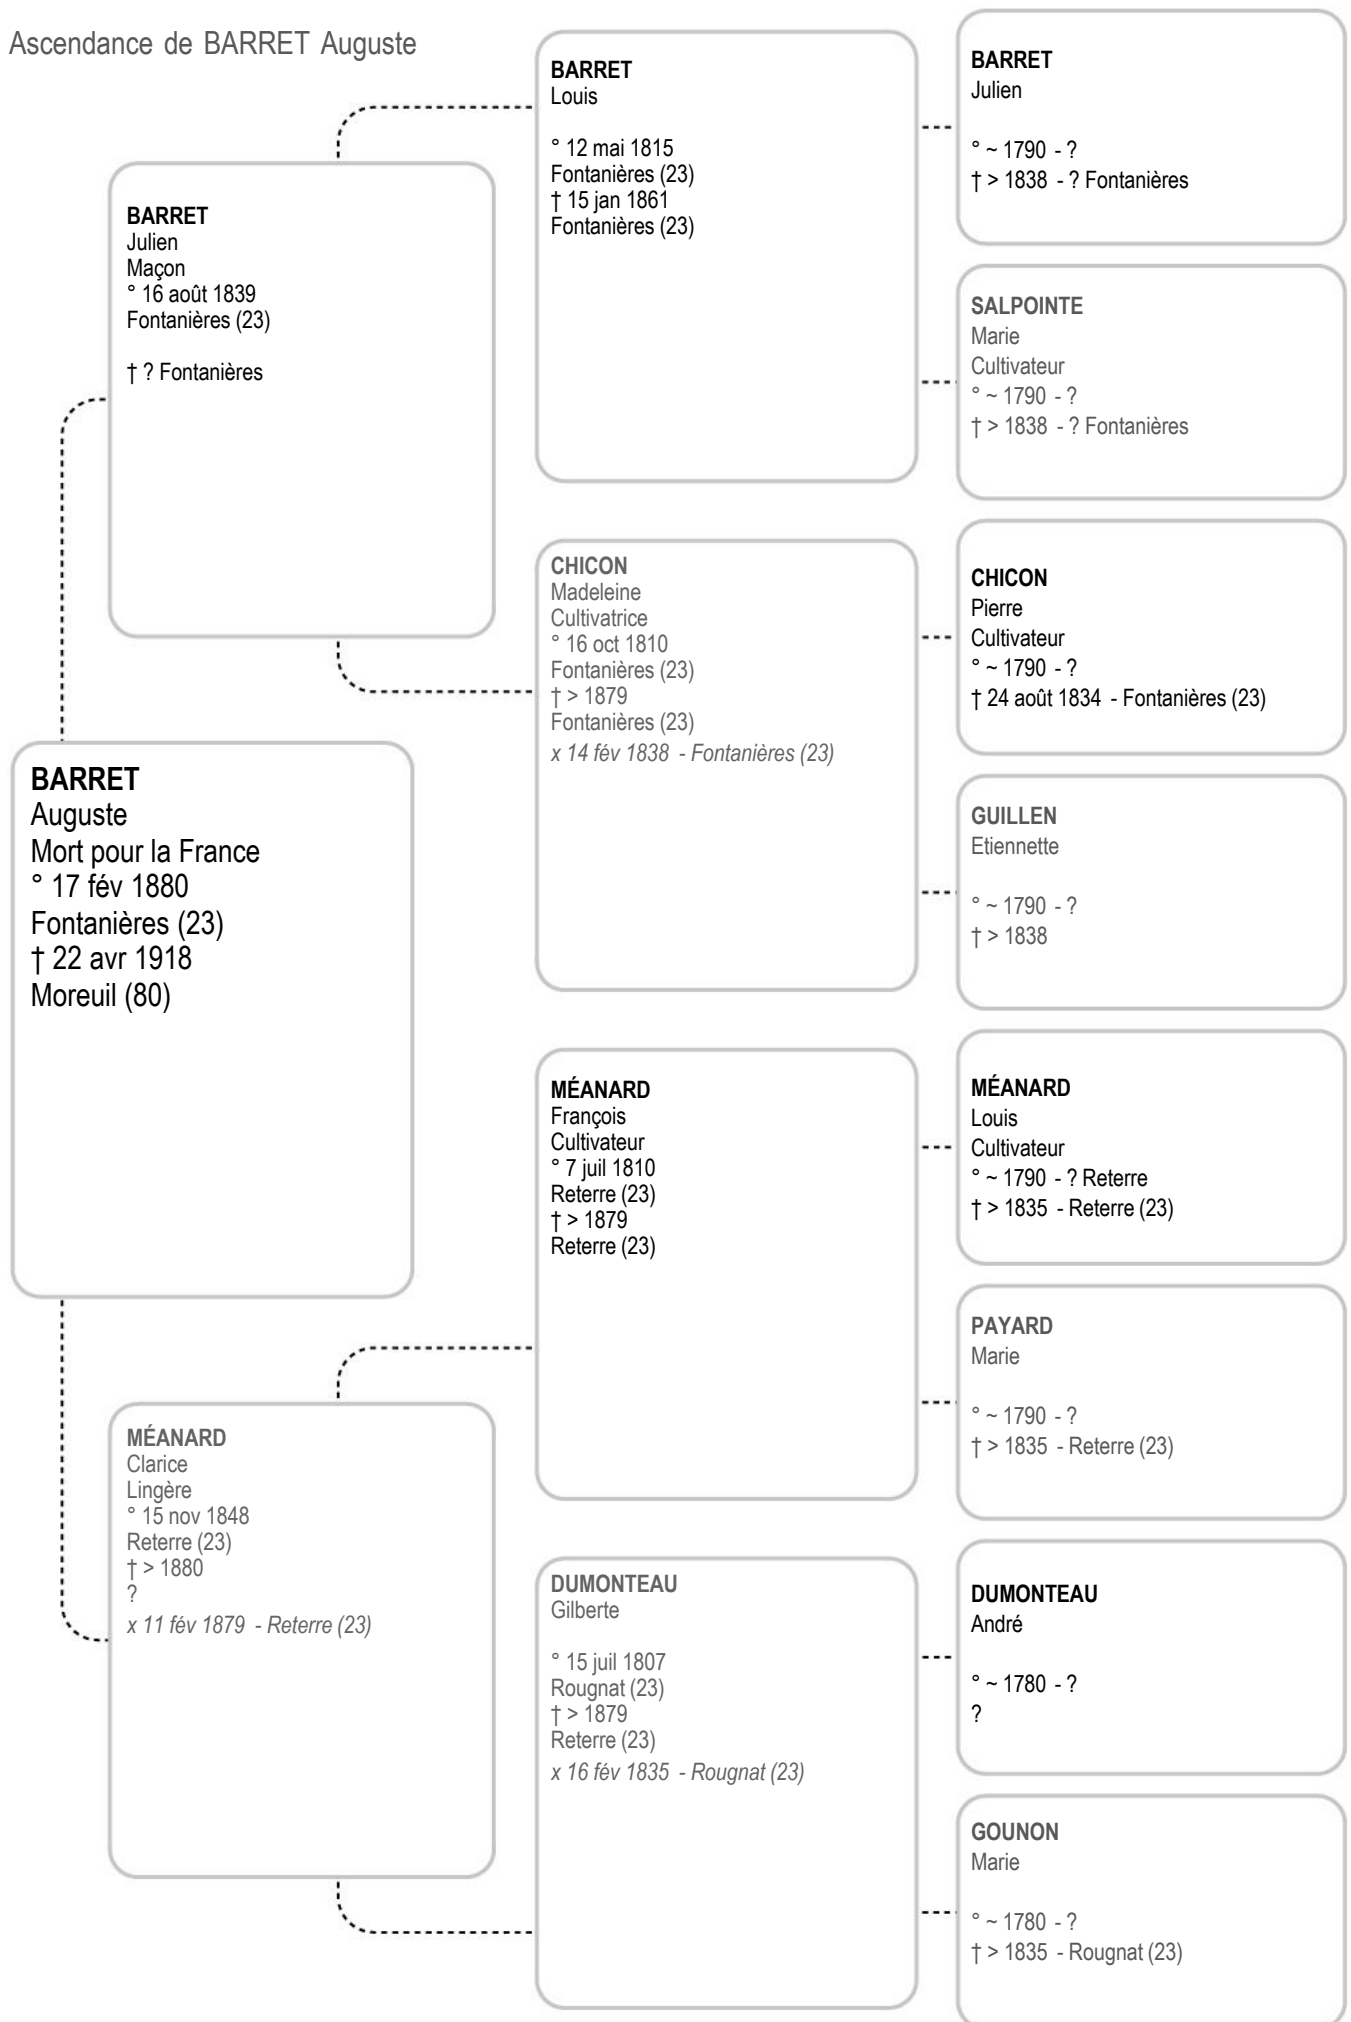 Ascendance de BARRET Auguste
BARRET
Auguste
Mort pour la France
° 17 fév 1880
Fontanières (23)
† 22 avr 1918
Moreuil (80)
BARRET
Julien
Maçon
° 16 août 1839
Fontanières (23)
† ? Fontanières
MÉANARD
Clarice
Lingère
° 15 nov 1848
Reterre (23)
† > 1880
?
x 11 fév 1879 - Reterre (23)
BARRET
Louis
° 12 mai 1815
Fontanières (23)
† 15 jan 1861
Fontanières (23)
CHICON
Madeleine
Cultivatrice
° 16 oct 1810
Fontanières (23)
† > 1879
Fontanières (23)
x 14 fév 1838 - Fontanières (23)
MÉANARD
François
Cultivateur
° 7 juil 1810
Reterre (23)
† > 1879
Reterre (23)
DUMONTEAU
Gilberte
° 15 juil 1807
Rougnat (23)
† > 1879
Reterre (23)
x 16 fév 1835 - Rougnat (23)
BARRET
Julien
° ~ 1790 - ?
† > 1838 - ? Fontanières
SALPOINTE
Marie
Cultivateur
° ~ 1790 - ?
† > 1838 - ? Fontanières
CHICON
Pierre
Cultivateur
° ~ 1790 - ?
† 24 août 1834 - Fontanières (23)
GUILLEN
Etiennette
° ~ 1790 - ?
† > 1838
MÉANARD
Louis
Cultivateur
° ~ 1790 - ? Reterre
† > 1835 - Reterre (23)
PAYARD
Marie
° ~ 1790 - ?
† > 1835 - Reterre (23)
DUMONTEAU
André
° ~ 1780 - ?
?
GOUNON
Marie
° ~ 1780 - ?
† > 1835 - Rougnat (23)